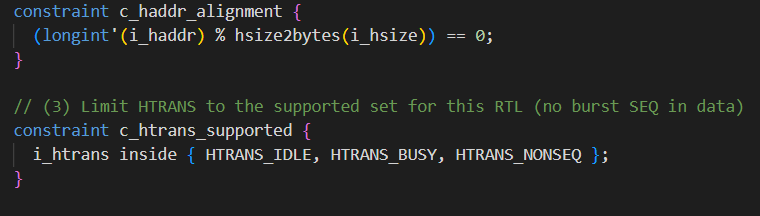 constraint c_haddr_alignment {
(longint'(i_haddr) % hsize2bytes(i_hsize)) == 0;
}
// (3) Limit HTRANS to the supported set for this RTL (no burst SEQ in data)
constraint c_htrans_supported {
i_htrans inside { HTRANS_IDLE, HTRANS_BUSY, HTRANS_NONSEQ };
}